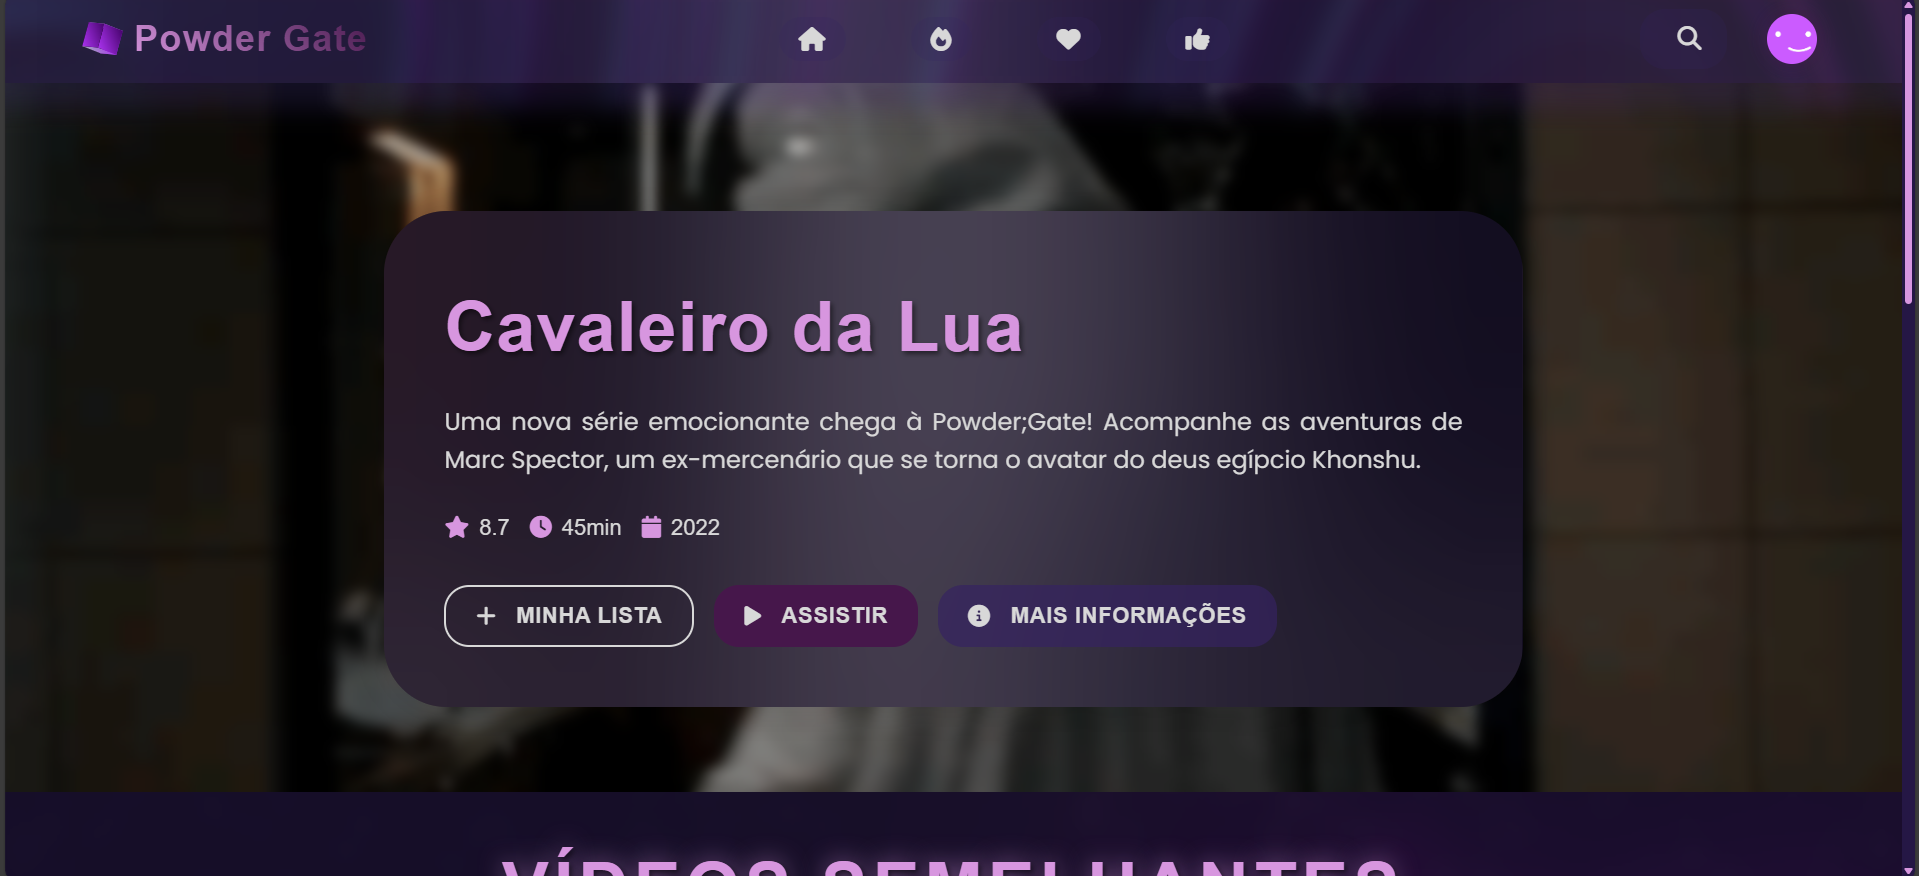 Powder Gate
Cavaleiro da Lua
Uma nova série emocionante chega à Powder;Gate! Acompanhe as aventuras de
Marc Spector, um ex-mercenário que se torna o avatar do deus egípcio Khonshu.
8.7 45min 2022
MINHA LISTA ASSISTIR MAIS INFORMAÇÕES
VÍDEOS SEMELHANTES